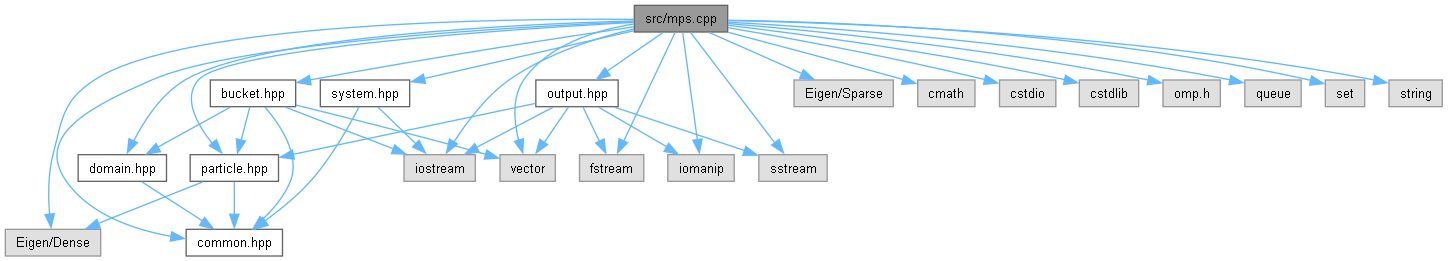 src/mps.cpp
bucket.hpp
system.hpp
output.hpp
Eigen/Sparse
cmath
cstdio
cstdlib
omp.h
queue
set
string
domain.hpp
particle.hpp
iostream
vector
fstream
iomanip
sstream
Eigen/Dense
common.hpp